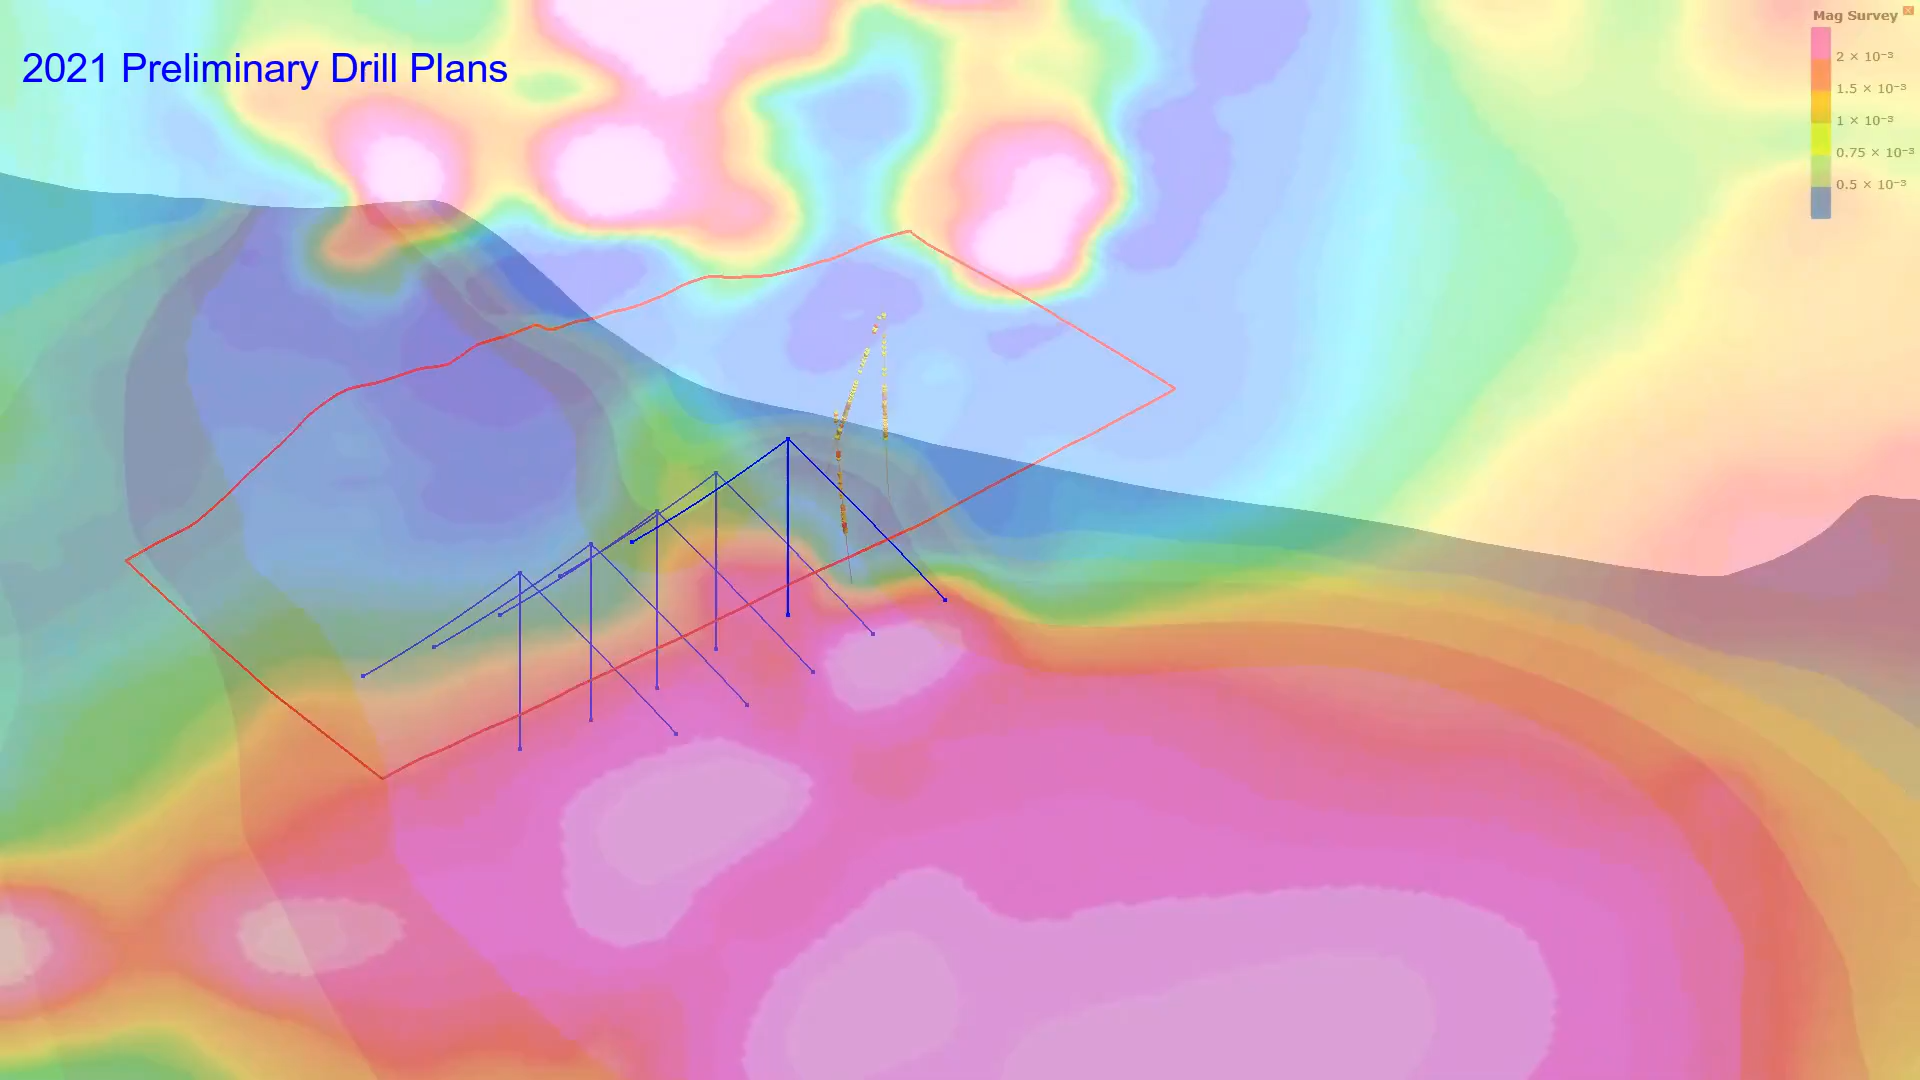 2021 Preliminary Drill Plans
Mag Survey
2 × 10⁻³
1.5 × 10⁻³
1 × 10⁻³
0.75 × 10⁻³
0.5 × 10⁻³